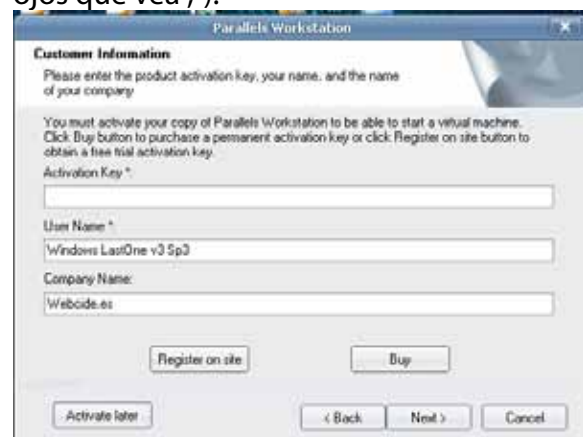 ojos que vea ; ).
Parallels Workstation
Customer Information
Please enter the product activation key, your name, and the name
of your company
You must activate your copy of Parallels Workstation to be able to start a virtual machine.
Click Buy button to purchase a permanent activation key or click Register on site button to
obtain a free trial activation key.
Activation Key *:
User Name *:
Windows LastOne v3 Sp3
Company Name:
Webcide.es
Register on site
Buy
Activate later
< Back
Next >
Cancel